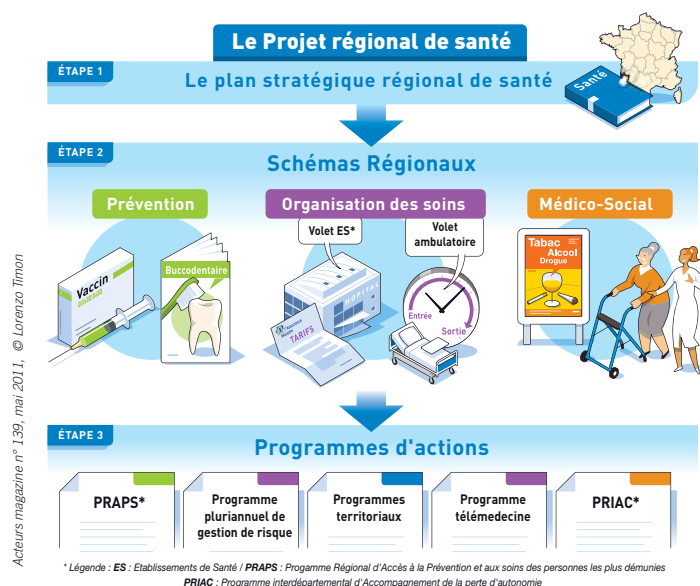 Le Projet régional de santé
ÉTAPE 1
Le plan stratégique régional de santé
Santé
ÉTAPE 2
Schémas Régionaux
Prévention
Organisation des soins
Médico-Social
Volet ES*
Volet
ambulatoire
Vaccin
Buccodentaire
HOPITAL
l'Assurance
Maladie
TARIFS
Entrée
Sortie
Tabac
Alcool
Drogue
ÉTAPE 3
Programmes d'actions
PRAPS*
Programme
pluriannuel de
gestion de risque
Programmes
territoriaux
Programme
télémedecine
PRIAC*
* Légende : ES : Etablissements de Santé / PRAPS : Progamme Régional d'Accès à la Prévention et aux soins des personnes les plus démunies
PRIAC : Programme interdépartemental d'Accompagnement de la perte d'autonomie
Acteurs magazine n° 139, mai 2011, © Lorenzo Timon